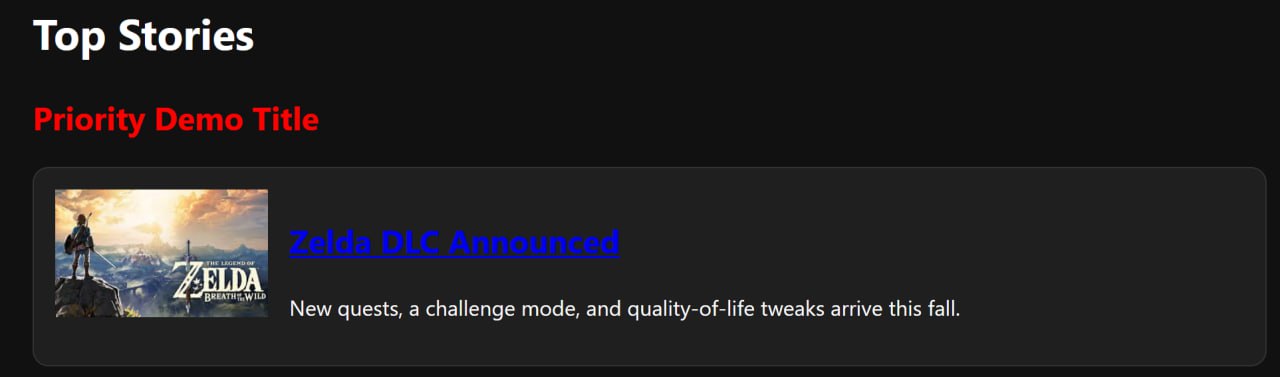 Top Stories
Priority Demo Title
THE LEGEND OF
ZELDA
BREATH OF THE WILD
Zelda DLC Announced
New quests, a challenge mode, and quality-of-life tweaks arrive this fall.